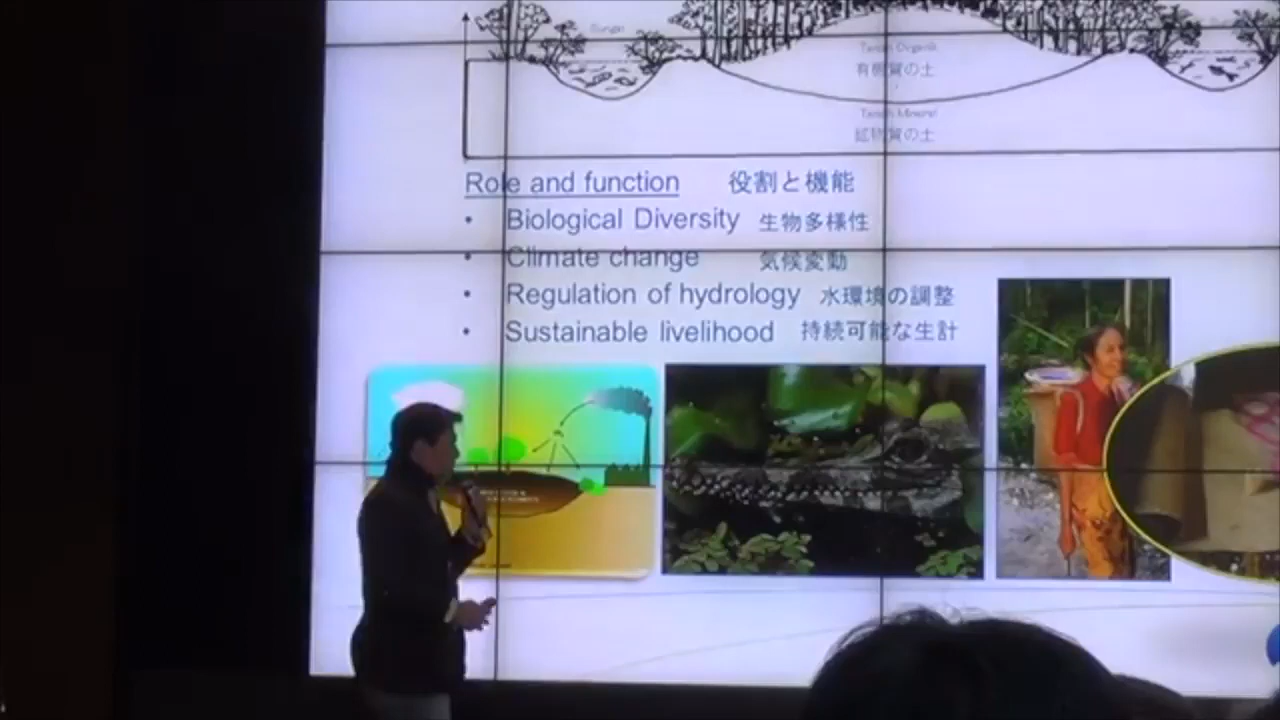 Sungai
Tanah Organik
有機質の土
Tanah Mineral
鉱物質の土
Role and function 役割と機能
• Biological Diversity 生物多様性
• Climate change 気候変動
• Regulation of hydrology 水環境の調整
• Sustainable livelihood 持続可能な生計